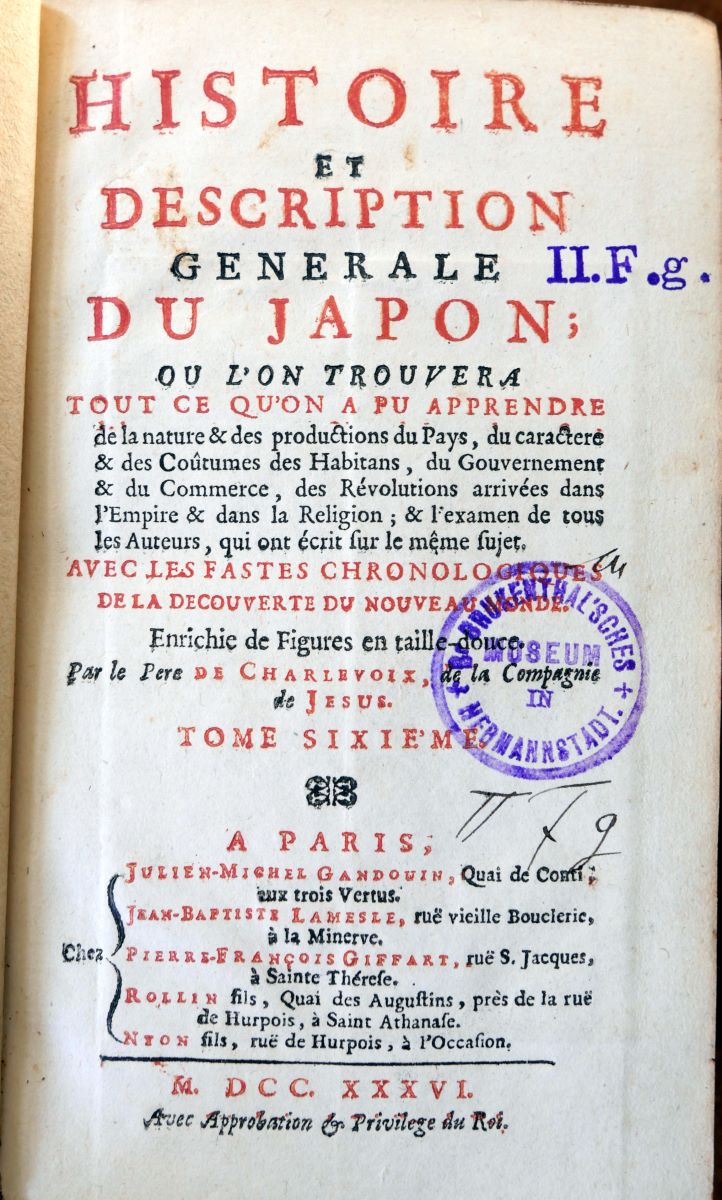 HISTOIRE
ET
DESCRIPTION
GENERALE
II.F.g.
DU JAPON;
OU L'ON TROUVERA
TOUT CE QU'ON A PU APPRENDRE
de la nature & des productions du Pays, du caractere
& des Coûtumes des Habitans, du Gouvernement
& du Commerce, des Révolutions arrivées dans
l'Empire & dans la Religion; & l'examen de tous
les Auteurs, qui ont écrit sur le même sujet.
AVEC LES FASTES CHRONOLOGIQUES
DE LA DECOUVERTE DU NOUVEAU MONDE.
Enrichie de Figures en taille-douce.
Par le Pere DE CHARLEVOIX, de la Compagnie
de JESUS.
TOME SIXIE'ME.
B. BRUKENTHAL'SCHES
MUSEUM
IN
HERMANNSTADT.
II F g
A PARIS,
JULIEN-MICHEL GANDOUIN, Quai de Conti,
aux trois Vertus.
JEAN-BAPTISTE LAMESLE, ruë vieille Bouclerie,
à la Minerve.
Chez
PIERRE-FRANÇOIS GIFFART, ruë S. Jacques,
à Sainte Thérese.
ROLLIN fils, Quai des Augustins, près de la ruë
de Hurpois, à Saint Athanase.
NYON fils, ruë de Hurpois, à l'Occasion.
M. DCC. XXXVI.
Avec Approbation & Privilege du Roi.